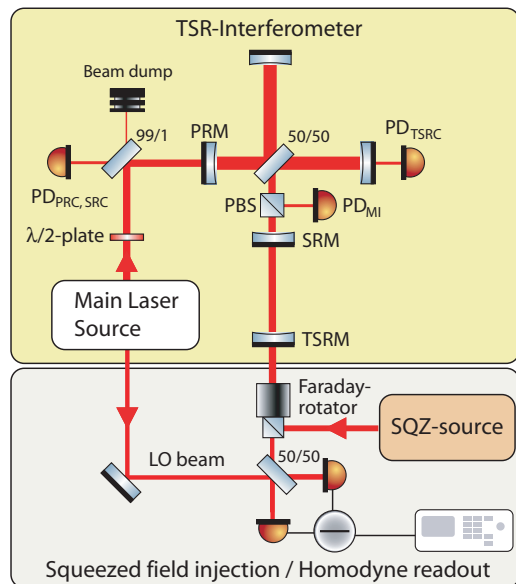 TSR-Interferometer
Beam dump
99/1
PRM
50/50
PD_TSRC
PD_PRC, SRC
PBS
PD_MI
λ/2-plate
SRM
Main Laser
Source
TSRM
Faraday-
rotator
SQZ-source
LO beam
50/50
Squeezed field injection / Homodyne readout